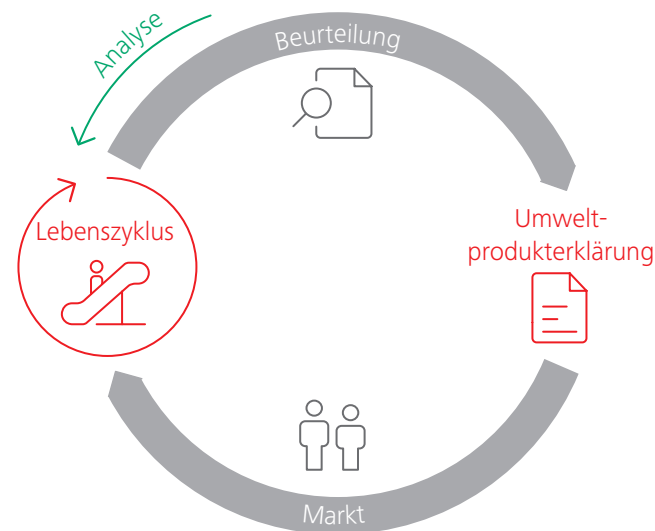 Analyse
Beurteilung
Lebenszyklus
Umwelt-
produkterklärung
Markt